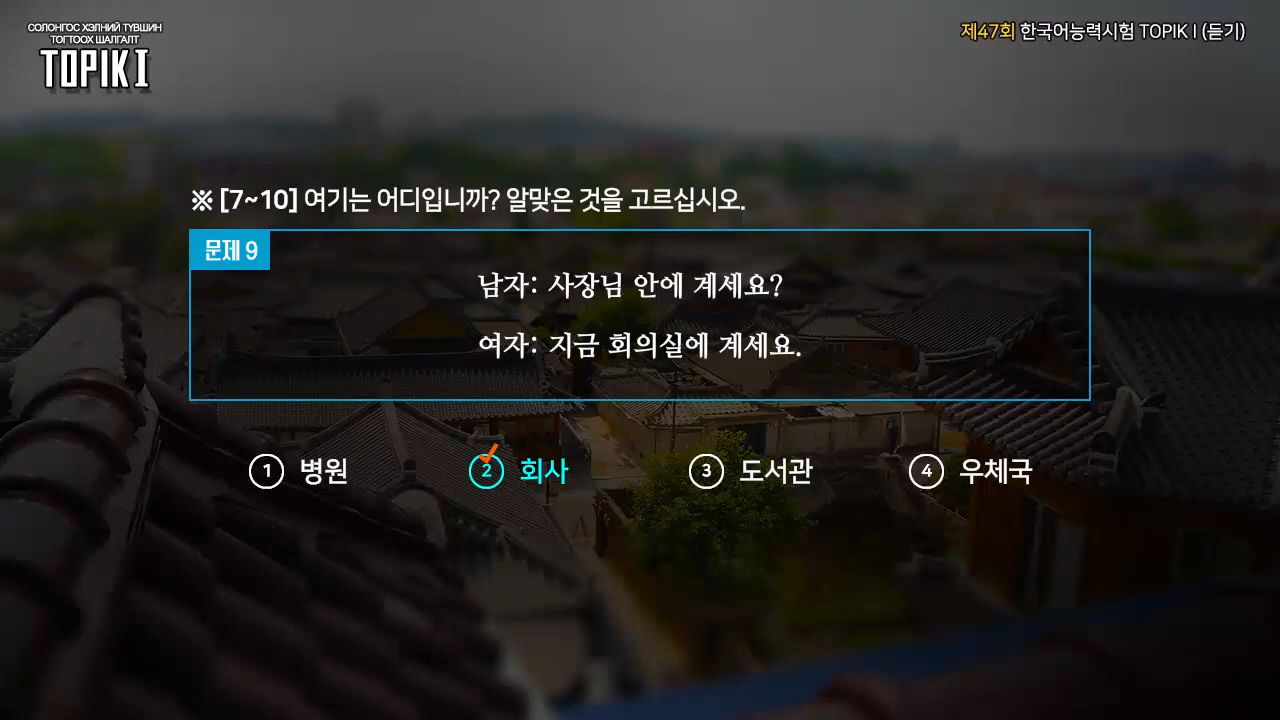 СОЛОНГОС ХЭЛНИЙ ТҮВШИН
ТОГТООХ ШАЛГАЛТ
TOPIK I
제47회 한국어능력시험 TOPIK I (듣기)
※ [7~10] 여기는 어디입니까? 알맞은 것을 고르십시오.
문제 9
남자: 사장님 안에 계세요?
여자: 지금 회의실에 계세요.
1 병원
2 회사
3 도서관
4 우체국